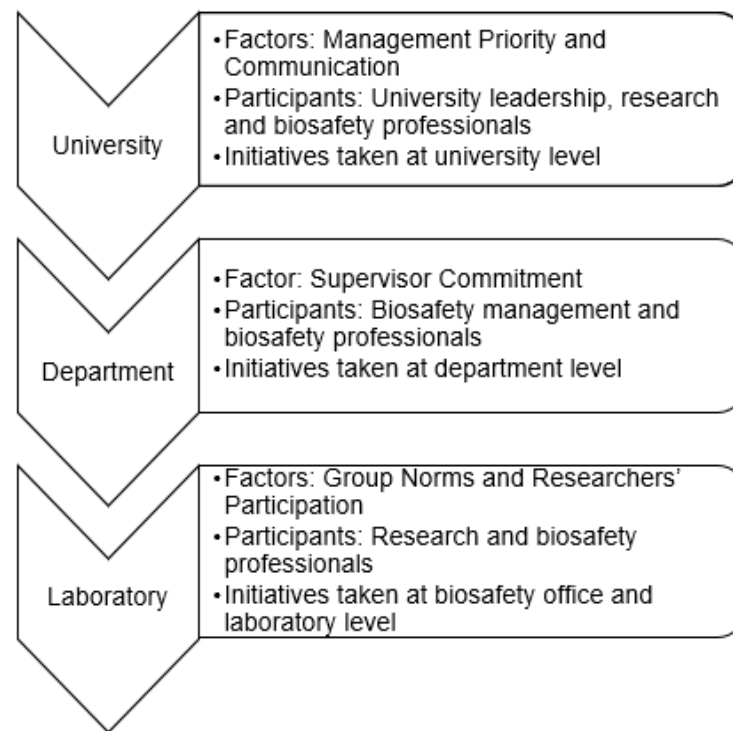 University
•Factors: Management Priority and
Communication
•Participants: University leadership, research
and biosafety professionals
•Initiatives taken at university level
Department
•Factor: Supervisor Commitment
•Participants: Biosafety management and
biosafety professionals
•Initiatives taken at department level
Laboratory
•Factors: Group Norms and Researchers’
Participation
•Participants: Research and biosafety
professionals
•Initiatives taken at biosafety office and
laboratory level